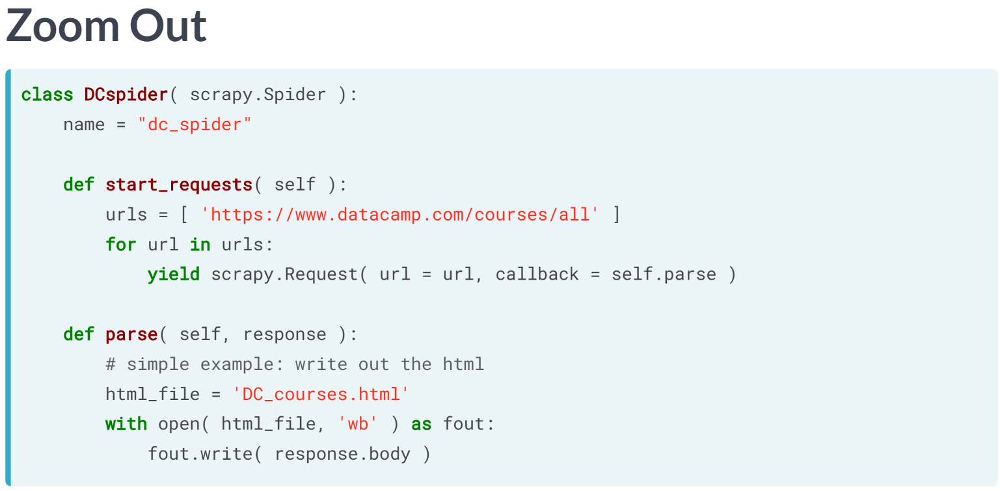 Zoom Out
class DCspider( scrapy.Spider ):
    name = "dc_spider"

    def start_requests( self ):
        urls = [ 'https://www.datacamp.com/courses/all' ]
        for url in urls:
            yield scrapy.Request( url = url, callback = self.parse )

    def parse( self, response ):
        # simple example: write out the html
        html_file = 'DC_courses.html'
        with open( html_file, 'wb' ) as fout:
            fout.write( response.body )